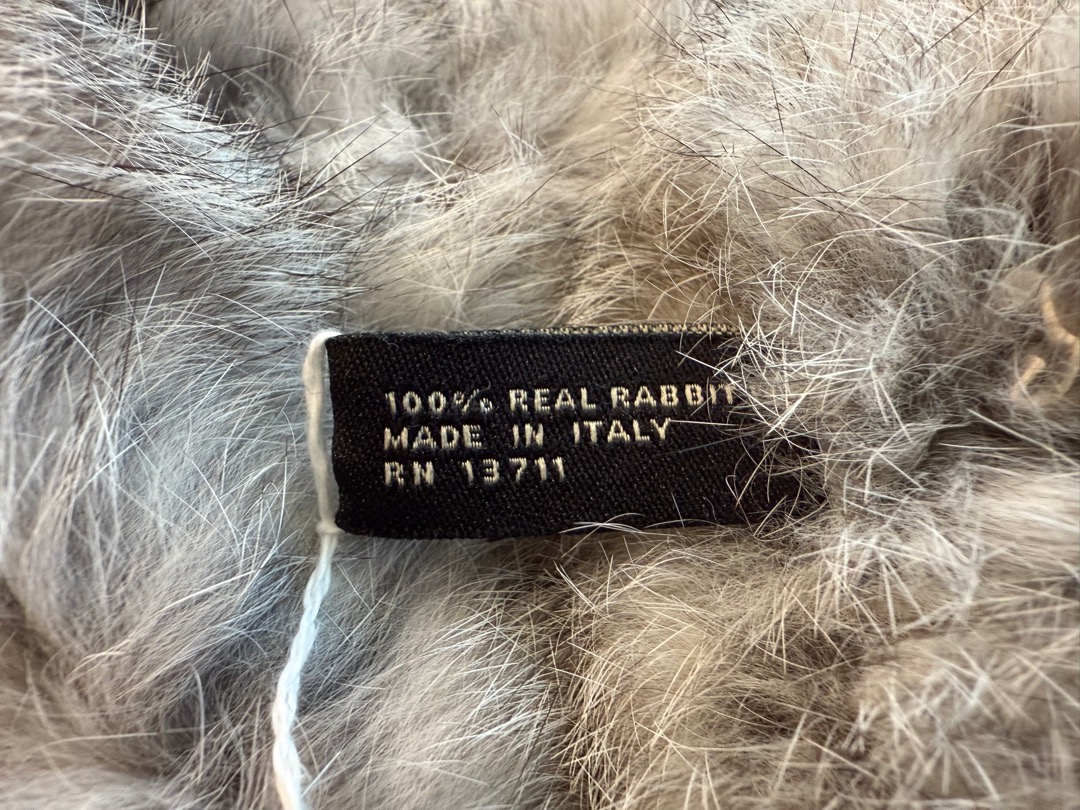 100% REAL RABBIT
MADE IN ITALY
RN 13711